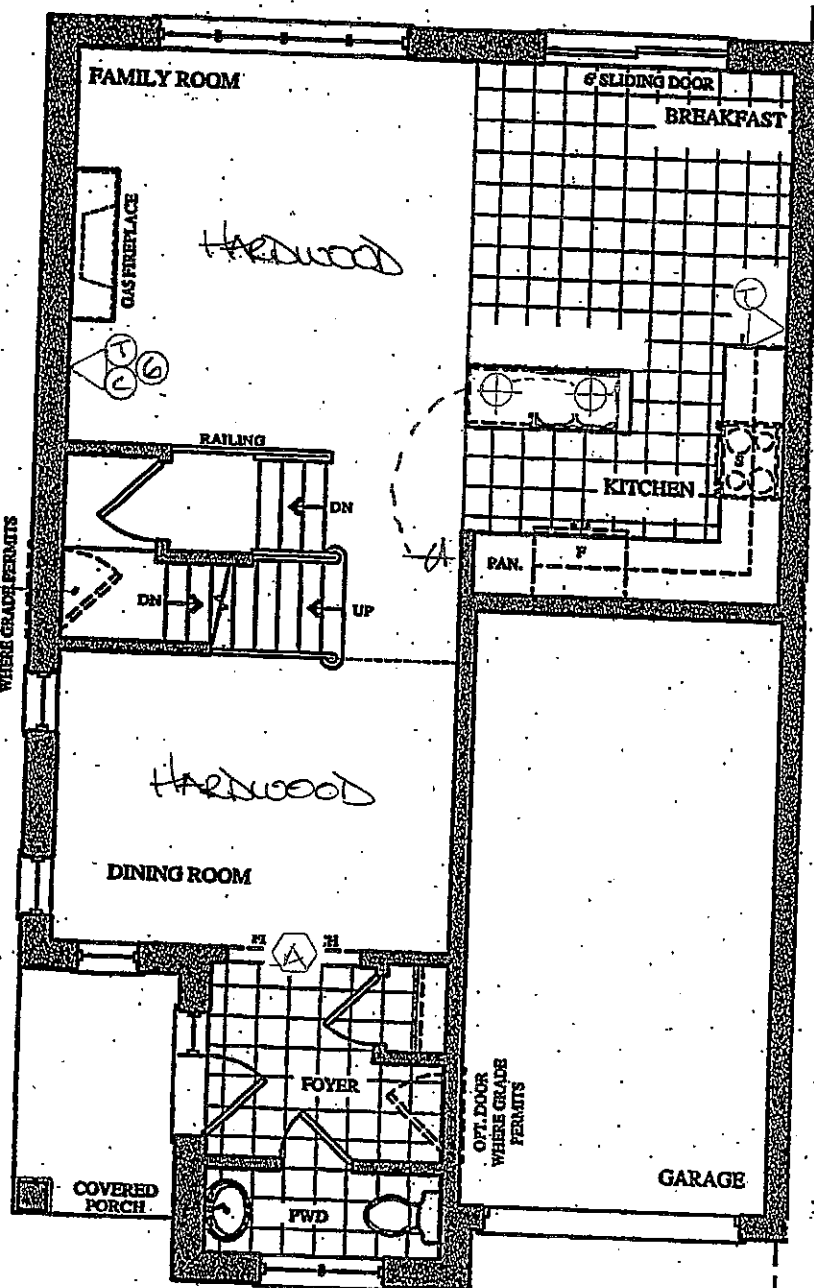 FAMILY ROOM
6' SLIDING DOOR
BREAKFAST
HARDWOOD
GAS FIREPLACE
T
C
6
T
RAILING
DN
KITCHEN
PAN.
F
DN
UP
WHERE GRADE PERMITS
HARDWOOD
DINING ROOM
A
FOYER
OPT. DOOR
WHERE GRADE
PERMITS
COVERED
PORCH
PWD
GARAGE